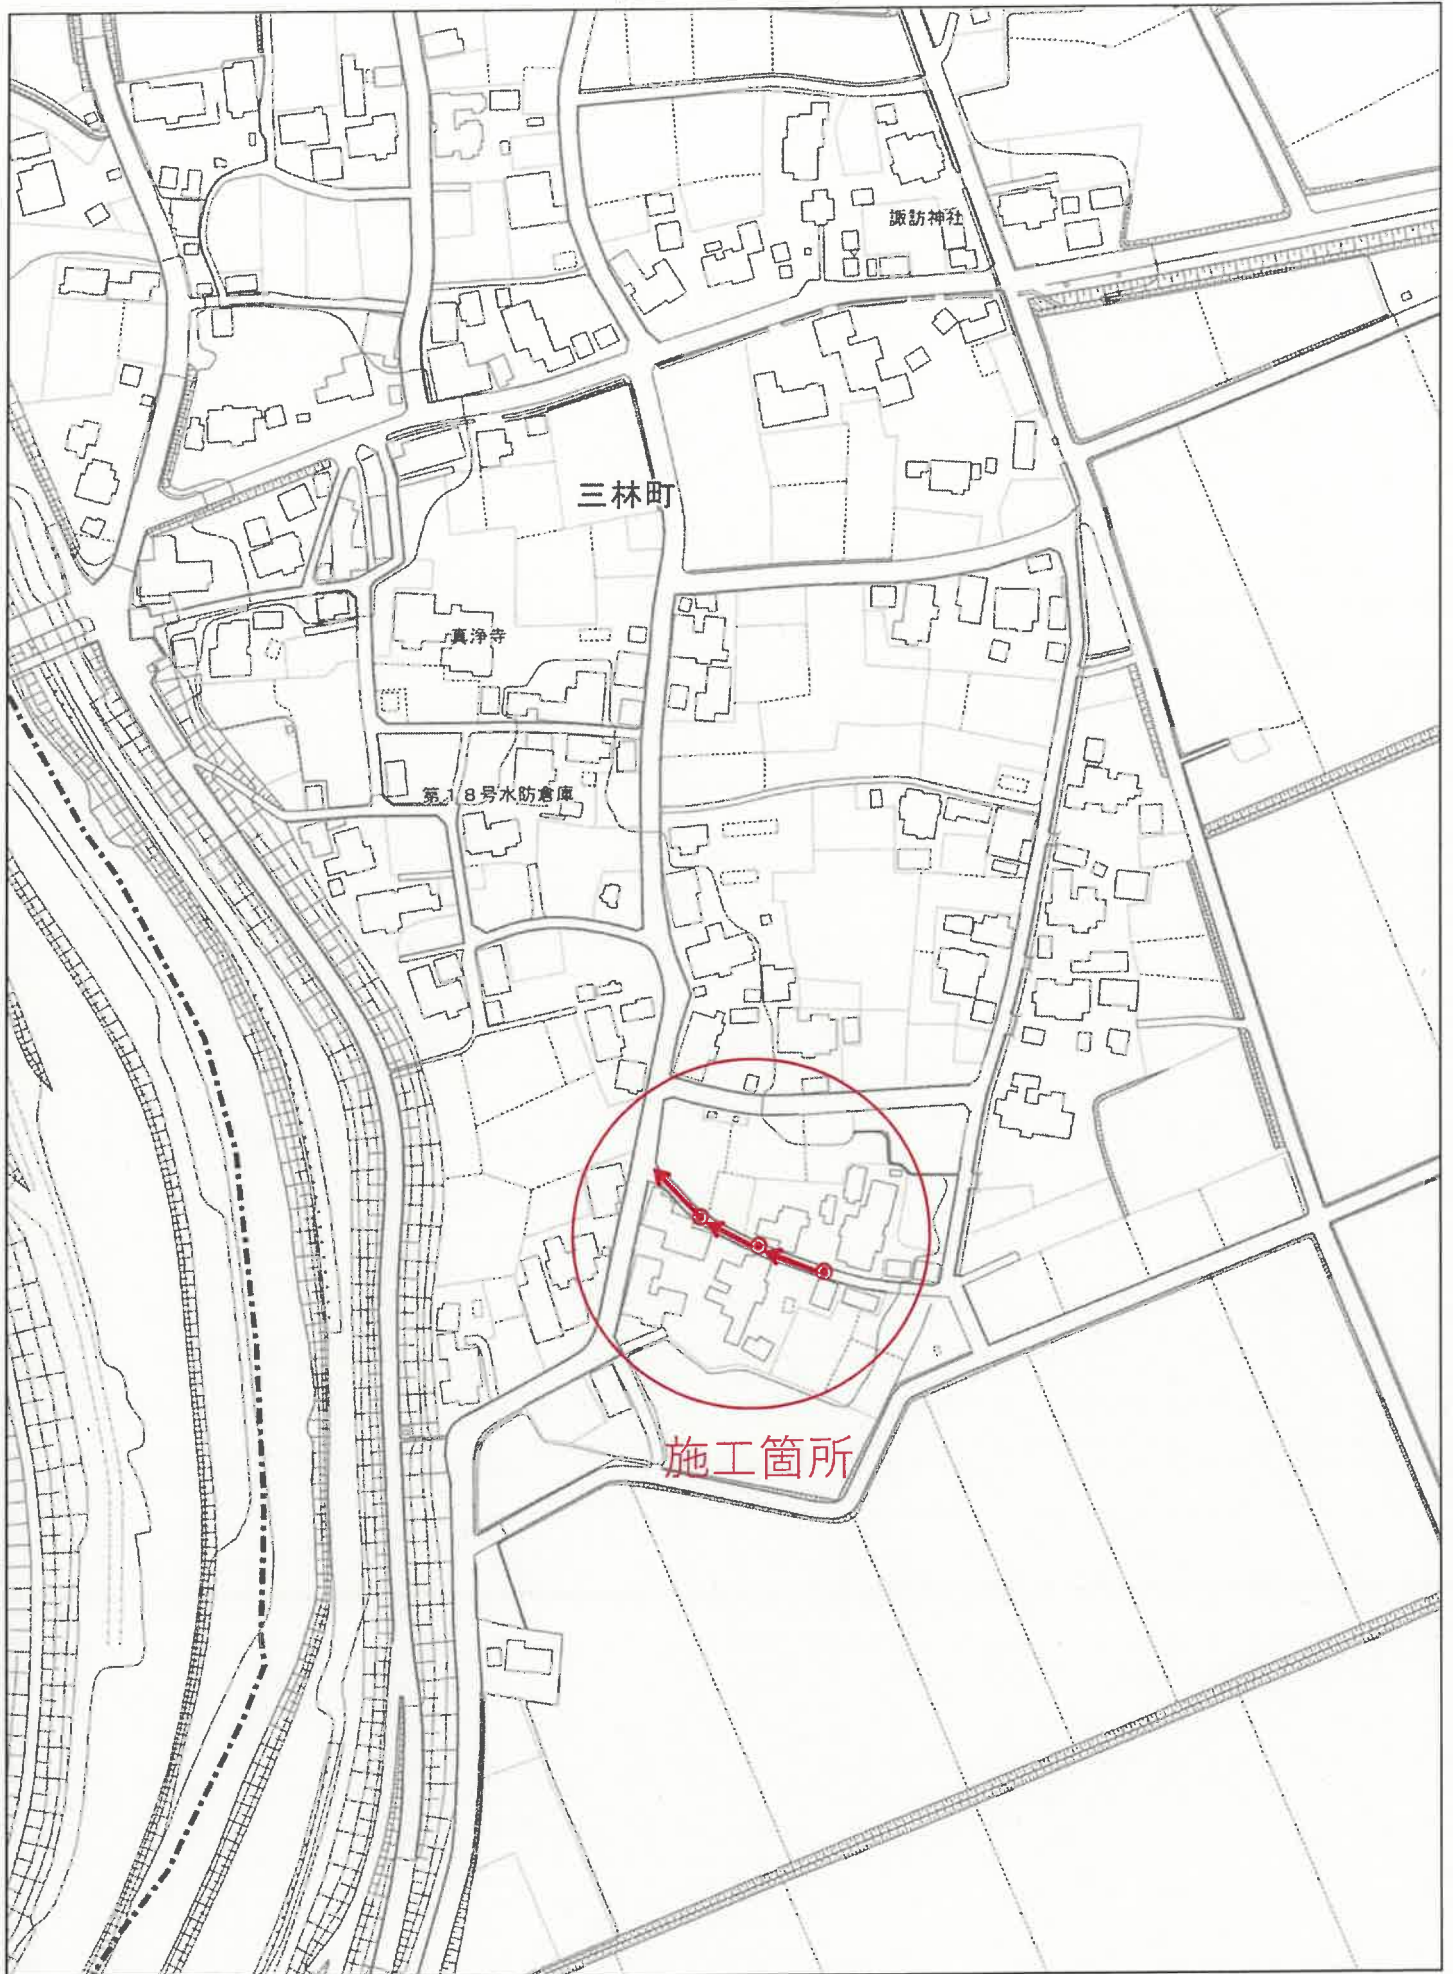 諏訪神社
三林町
真浄寺
第18号水防倉庫
施工箇所